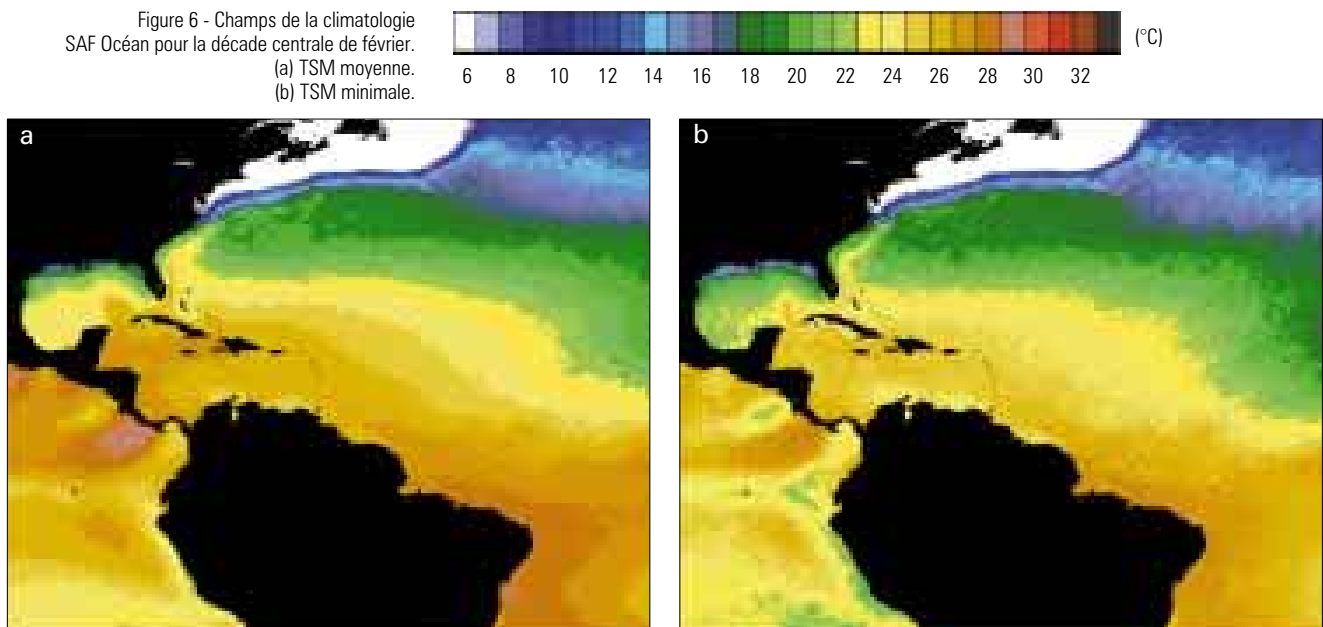 Figure 6 - Champs de la climatologie
SAF Océan pour la décade centrale de février.
(a) TSM moyenne.
(b) TSM minimale.
(°C)
6 8 10 12 14 16 18 20 22 24 26 28 30 32
a
b